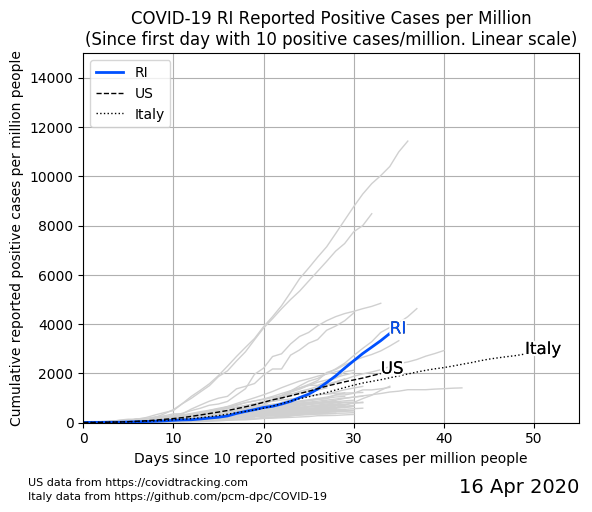 COVID-19 RI Reported Positive Cases per Million
(Since first day with 10 positive cases/million. Linear scale)
Cumulative reported positive cases per million people
14000
12000
10000
8000
6000
4000
2000
0
RI
US
Italy
RI
Italy
US
0 10 20 30 40 50
Days since 10 reported positive cases per million people
US data from https://covidtracking.com
Italy data from https://github.com/pcm-dpc/COVID-19
16 Apr 2020